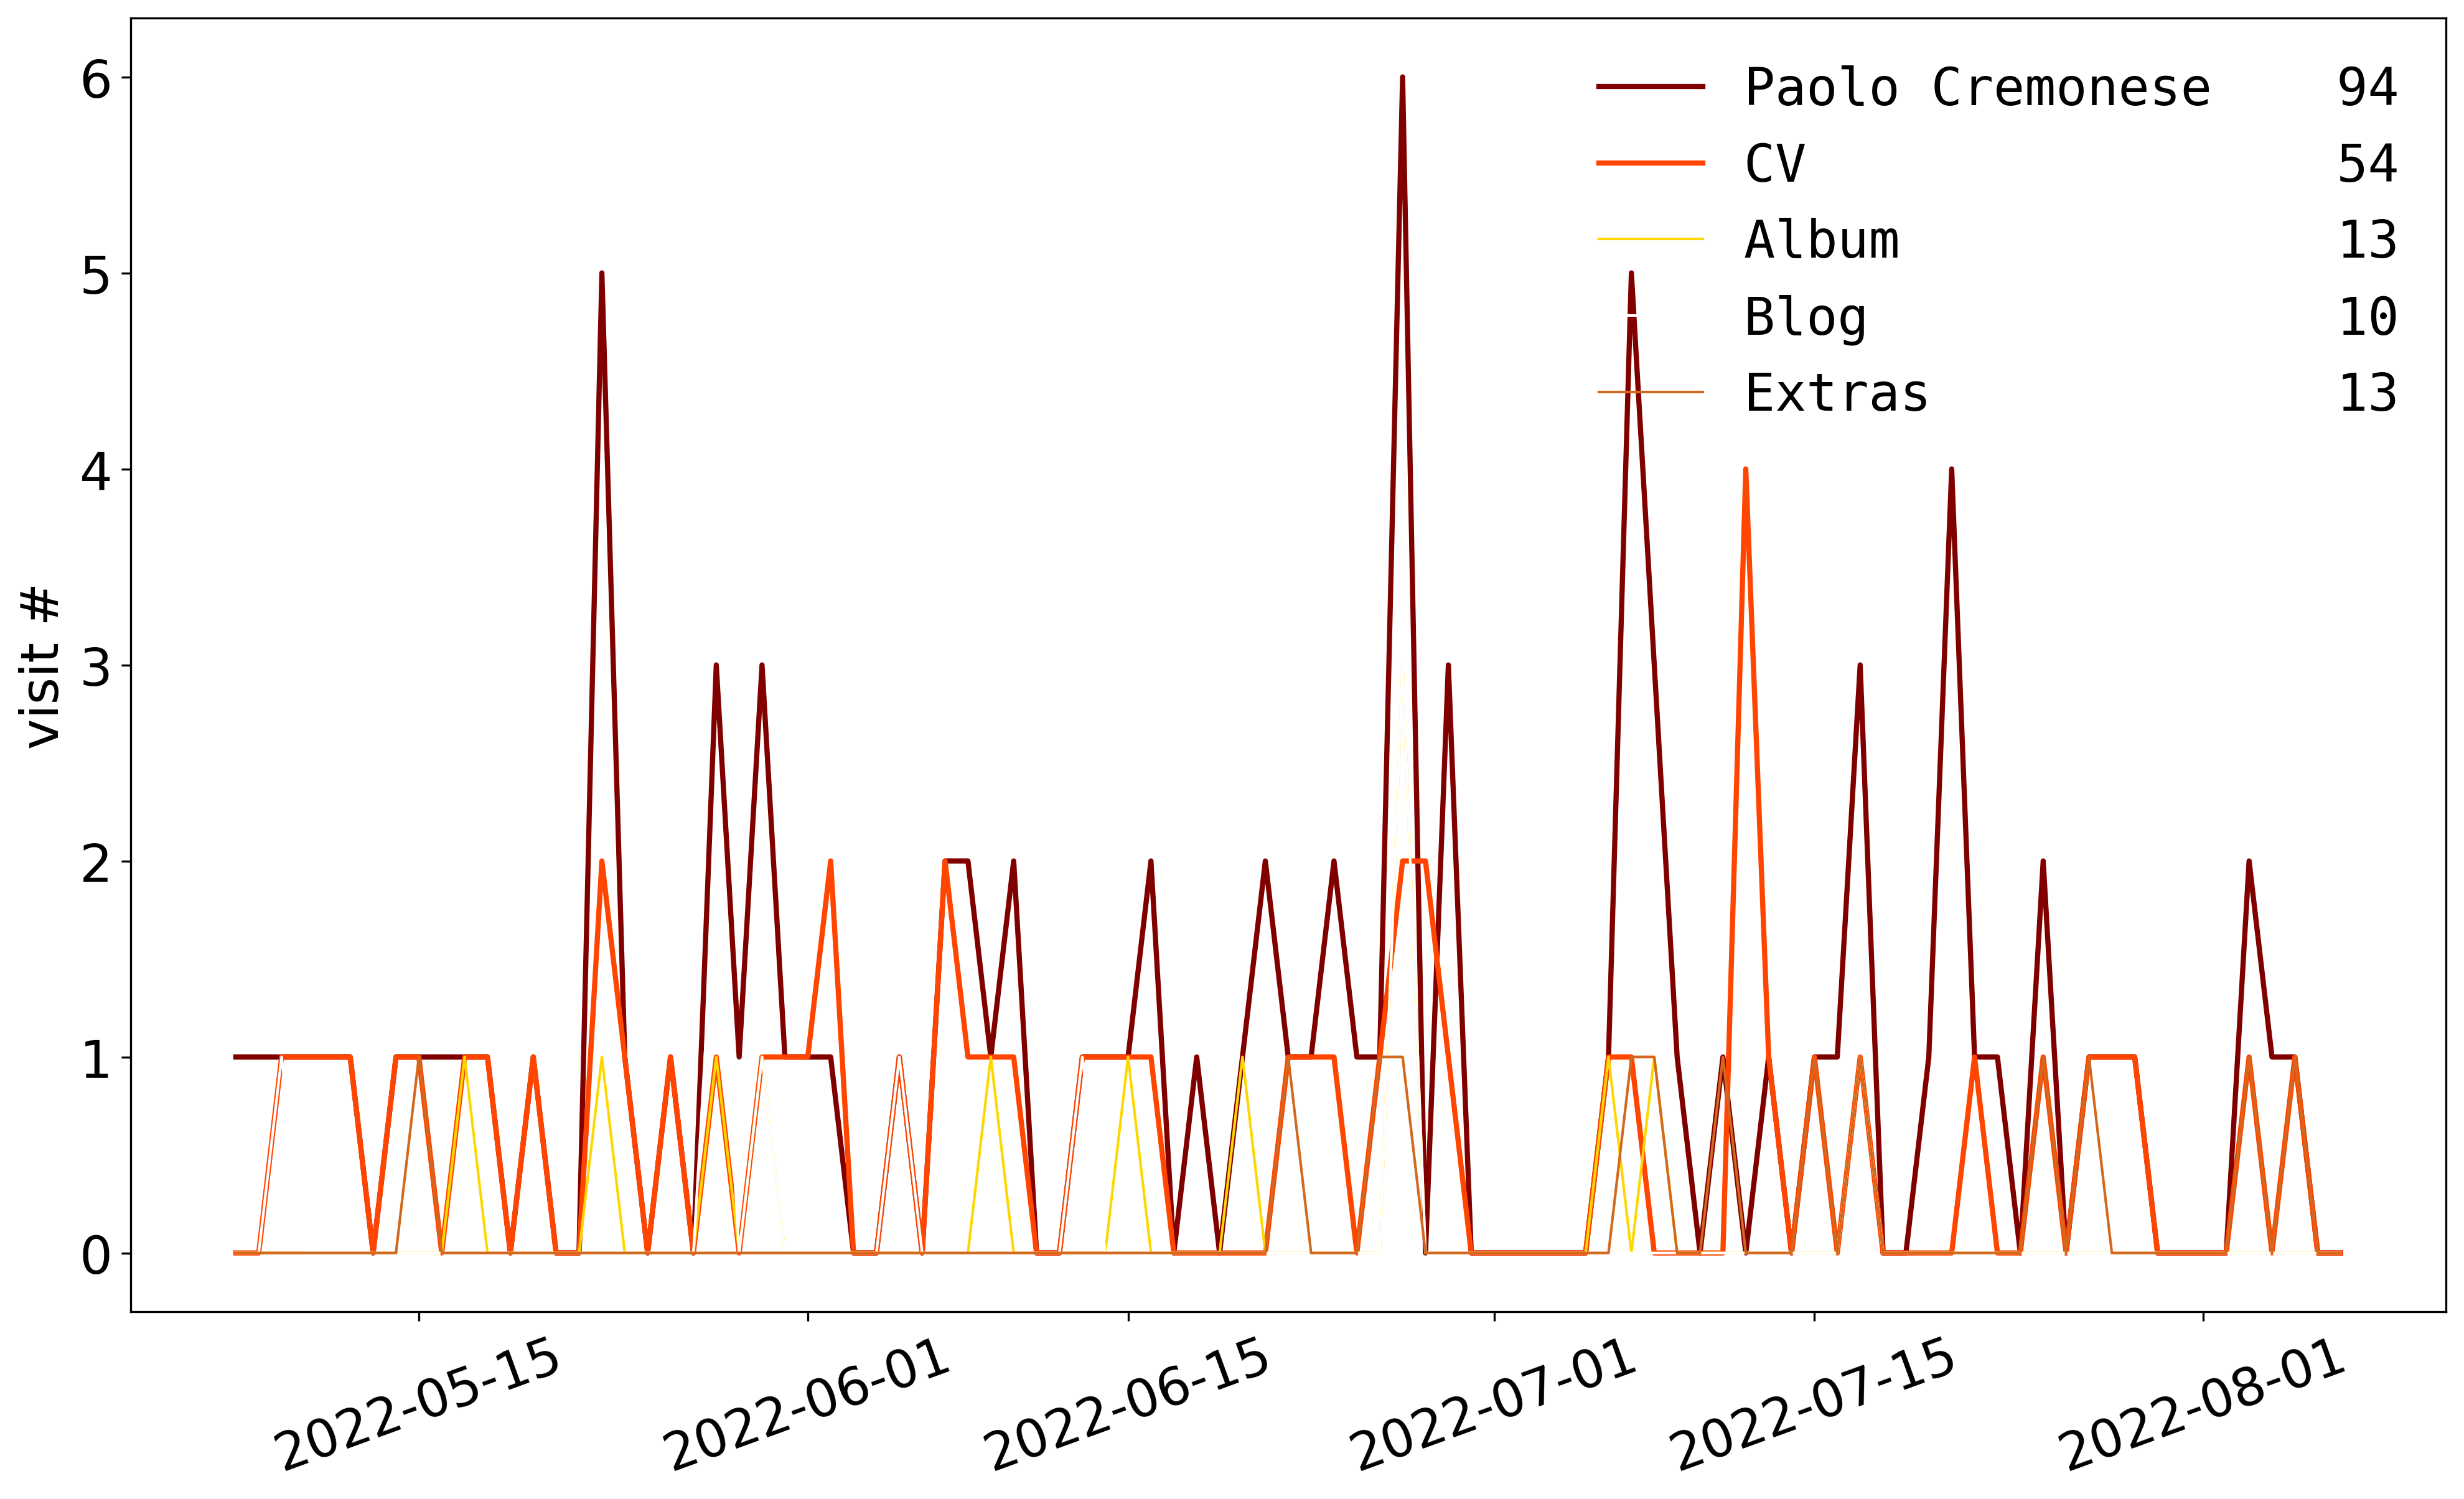 6
5
4
3
2
1
0
visit #
Paolo Cremonese 94
CV 54
Album 13
Blog 10
Extras 13
2022-05-15
2022-06-01
2022-06-15
2022-07-01
2022-07-15
2022-08-01